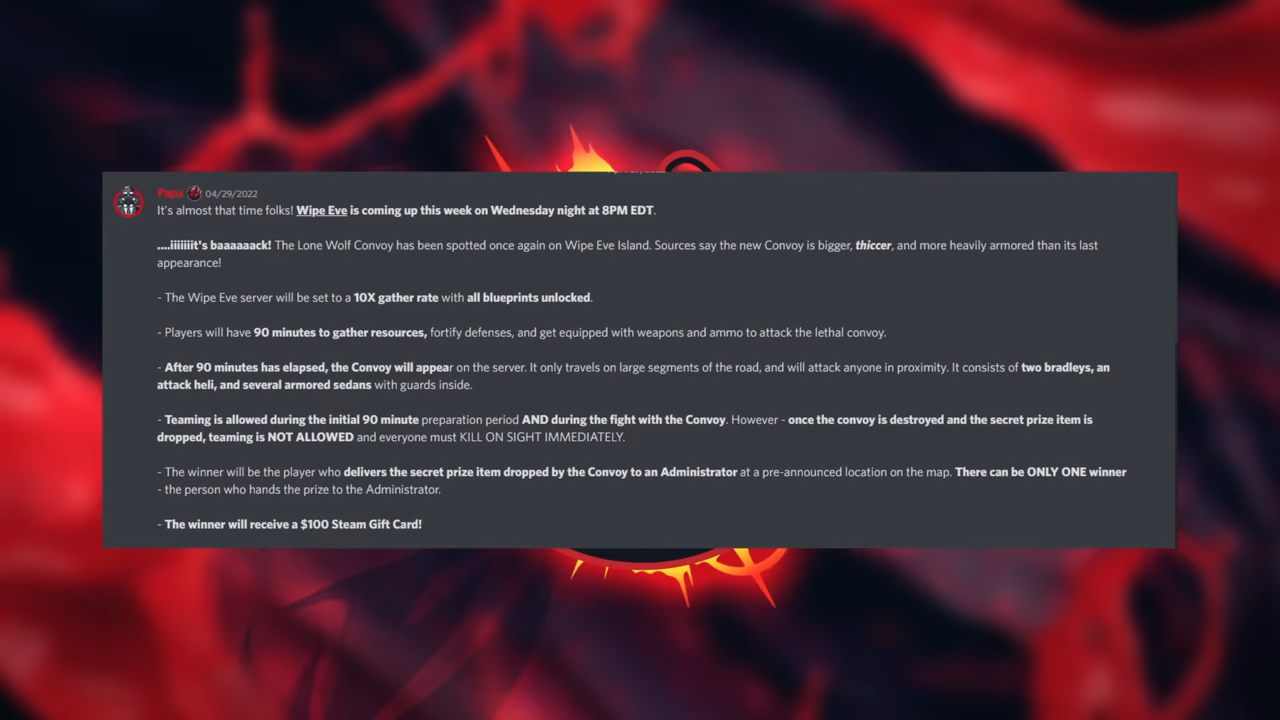 Papa 04/29/2022
It's almost that time folks! Wipe Eve is coming up this week on Wednesday night at 8PM EDT.
....iiiiiiit's baaaaaack! The Lone Wolf Convoy has been spotted once again on Wipe Eve Island. Sources say the new Convoy is bigger, thiccer, and more heavily armored than its last
appearance!
- The Wipe Eve server will be set to a 10X gather rate with all blueprints unlocked.
- Players will have 90 minutes to gather resources, fortify defenses, and get equipped with weapons and ammo to attack the lethal convoy.
- After 90 minutes has elapsed, the Convoy will appear on the server. It only travels on large segments of the road, and will attack anyone in proximity. It consists of two bradleys, an
attack heli, and several armored sedans with guards inside.
- Teaming is allowed during the initial 90 minute preparation period AND during the fight with the Convoy. However - once the convoy is destroyed and the secret prize item is
dropped, teaming is NOT ALLOWED and everyone must KILL ON SIGHT IMMEDIATELY.
- The winner will be the player who delivers the secret prize item dropped by the Convoy to an Administrator at a pre-announced location on the map. There can be ONLY ONE winner
- the person who hands the prize to the Administrator.
- The winner will receive a $100 Steam Gift Card!